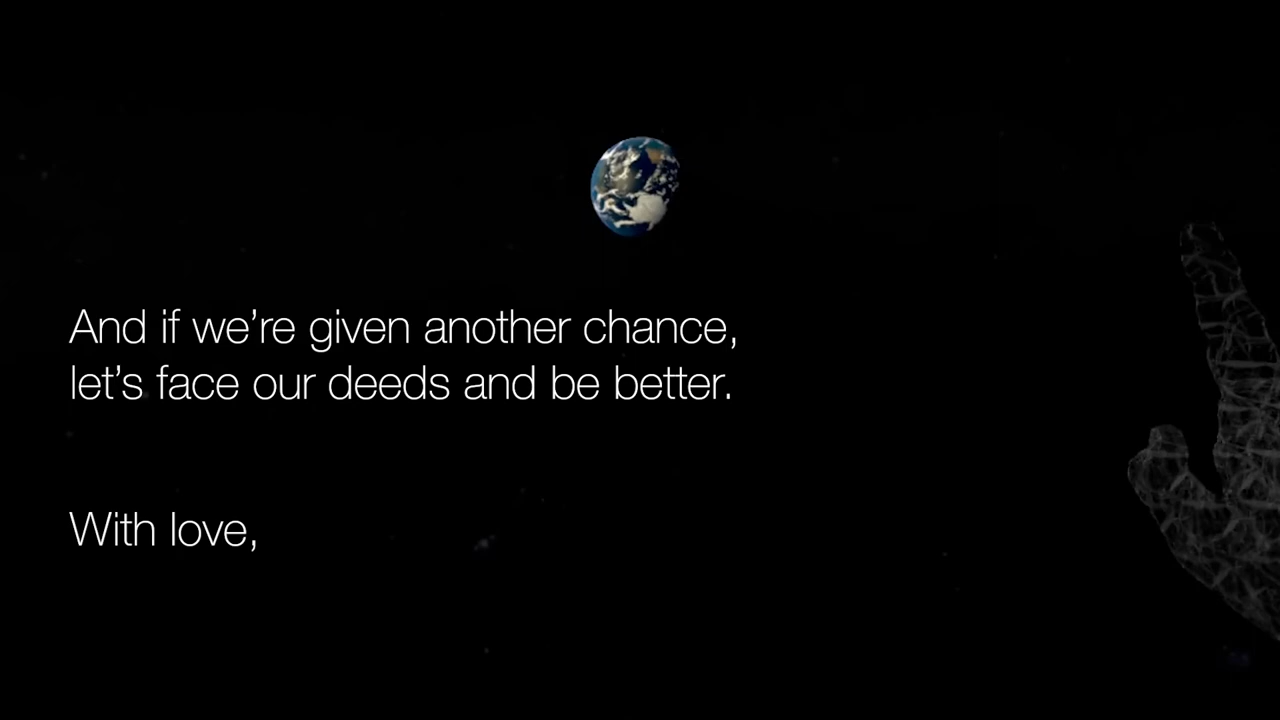 And if we’re given another chance,
let’s face our deeds and be better.
With love,